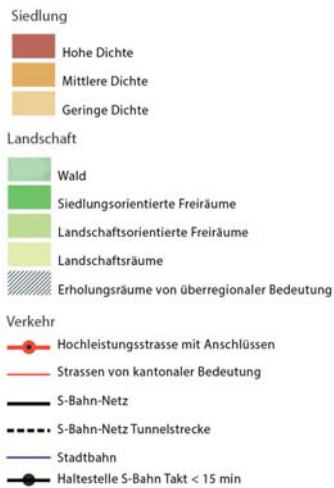 Siedlung
Hohe Dichte
Mittlere Dichte
Geringe Dichte
Landschaft
Wald
Siedlungsorientierte Freiräume
Landschaftsorientierte Freiräume
Landschaftsräume
Erholungsräume von überregionaler Bedeutung
Verkehr
Hochleistungsstrasse mit Anschlüssen
Strassen von kantonaler Bedeutung
S-Bahn-Netz
S-Bahn-Netz Tunnelstrecke
Stadtbahn
Haltestelle S-Bahn Takt < 15 min